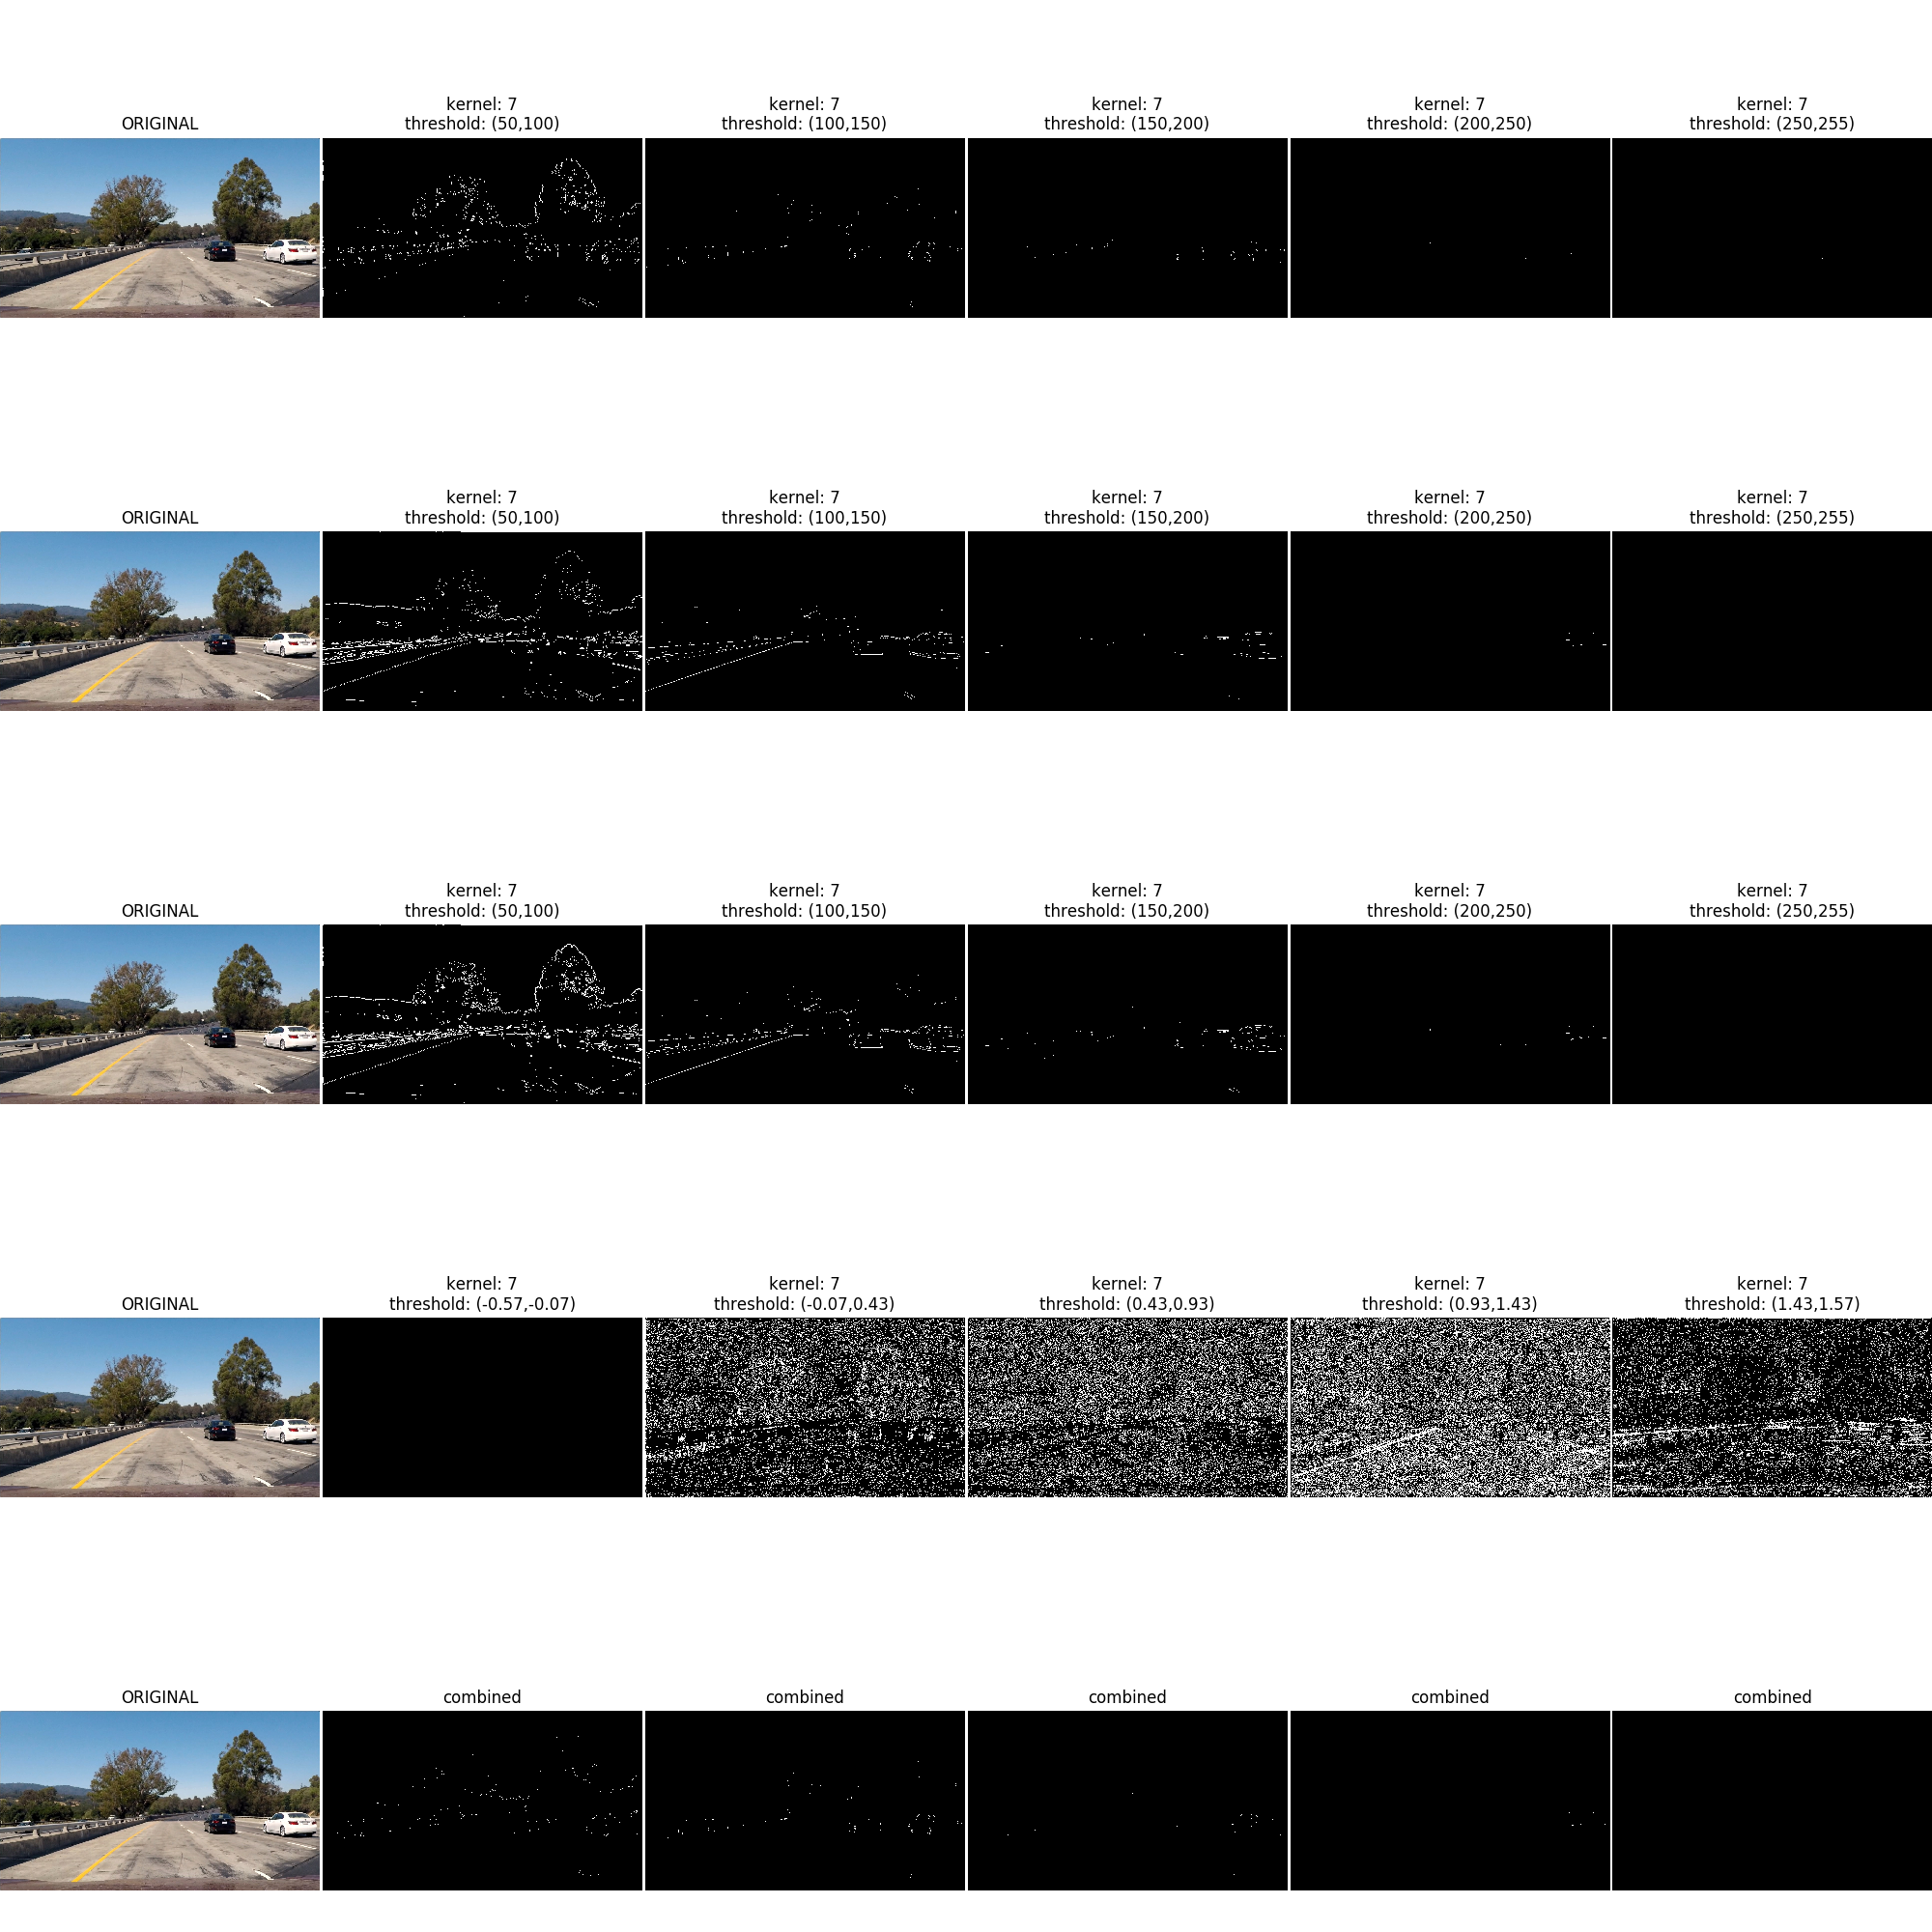 ORIGINAL
kernel: 7
threshold: (50,100)
kernel: 7
threshold: (100,150)
kernel: 7
threshold: (150,200)
kernel: 7
threshold: (200,250)
kernel: 7
threshold: (250,255)
ORIGINAL
kernel: 7
threshold: (50,100)
kernel: 7
threshold: (100,150)
kernel: 7
threshold: (150,200)
kernel: 7
threshold: (200,250)
kernel: 7
threshold: (250,255)
ORIGINAL
kernel: 7
threshold: (50,100)
kernel: 7
threshold: (100,150)
kernel: 7
threshold: (150,200)
kernel: 7
threshold: (200,250)
kernel: 7
threshold: (250,255)
ORIGINAL
kernel: 7
threshold: (-0.57,-0.07)
kernel: 7
threshold: (-0.07,0.43)
kernel: 7
threshold: (0.43,0.93)
kernel: 7
threshold: (0.93,1.43)
kernel: 7
threshold: (1.43,1.57)
ORIGINAL
combined
combined
combined
combined
combined